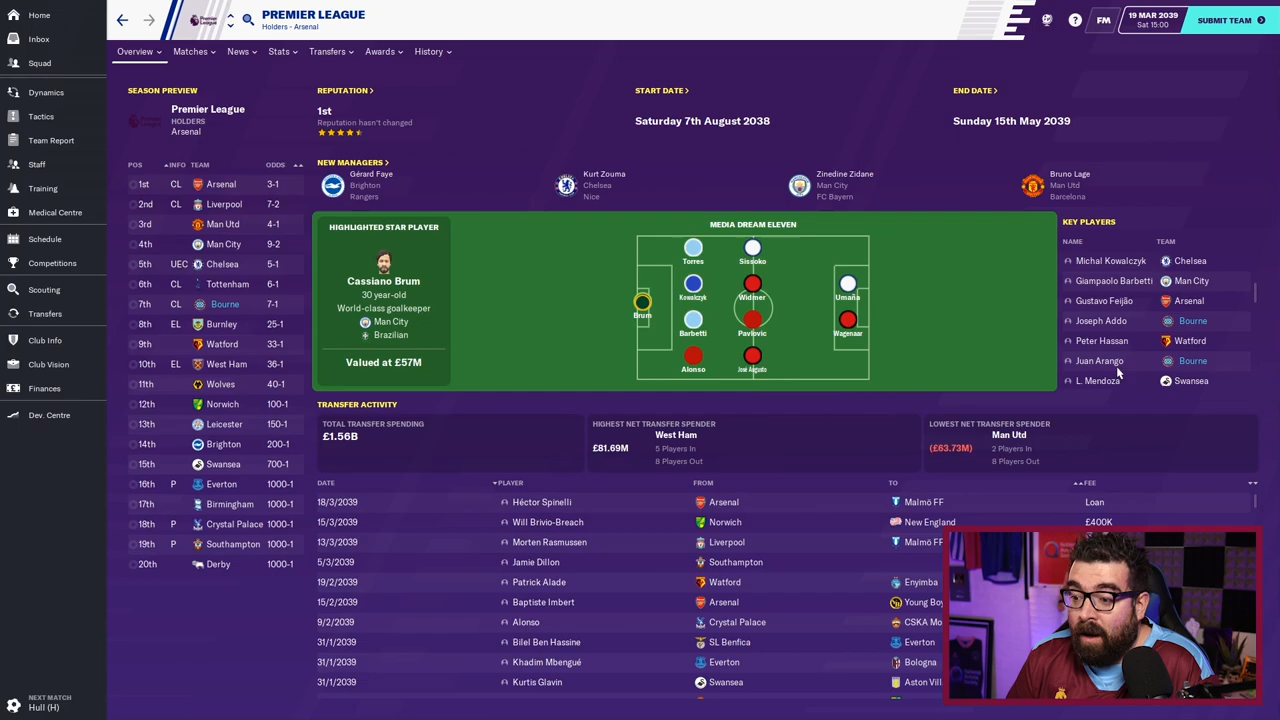 Home
Inbox
Squad
Dynamics
Tactics
Team Report
Staff
Training
Medical Centre
Schedule
Competitions
Scouting
Transfers
Club Info
Club Vision
Finances
Dev. Centre
NEXT MATCH
Hull (H)
PREMIER LEAGUE
Holders - Arsenal
FM
19 MAR 2039
Sat 15:00
SUBMIT TEAM
Overview Matches News Stats Transfers Awards History
SEASON PREVIEW
Premier League
HOLDERS
Arsenal
REPUTATION
1st
Reputation hasn't changed
START DATE
Saturday 7th August 2038
END DATE
Sunday 15th May 2039
POS INFO TEAM ODDS
1st CL Arsenal 3-1
2nd CL Liverpool 7-2
3rd Man Utd 4-1
4th Man City 9-2
5th UEC Chelsea 5-1
6th CL Tottenham 6-1
7th CL Bourne 7-1
8th EL Burnley 25-1
9th Watford 33-1
10th EL West Ham 36-1
11th Wolves 40-1
12th Norwich 100-1
13th Leicester 150-1
14th Brighton 200-1
15th Swansea 700-1
16th P Everton 1000-1
17th Birmingham 1000-1
18th P Crystal Palace 1000-1
19th P Southampton 1000-1
20th Derby 1000-1
NEW MANAGERS
Gérard Faye
Brighton
Rangers
Kurt Zouma
Chelsea
Nice
Zinedine Zidane
Man City
FC Bayern
Bruno Lage
Man Utd
Barcelona
HIGHLIGHTED STAR PLAYER
Cassiano Brum
30 year-old
World-class goalkeeper
Man City
Brazilian
Valued at £57M
MEDIA DREAM ELEVEN
Torres Sissoko
Kowalczyk Widmer Umaña
Brum
Barbetti Pavlovic Wagenaar
Alonso José Augusto
KEY PLAYERS
NAME TEAM
Michal Kowalczyk Chelsea
Giampaolo Barbetti Man City
Gustavo Feijão Arsenal
Joseph Addo Bourne
Peter Hassan Watford
Juan Arango Bourne
L. Mendoza Swansea
TRANSFER ACTIVITY
TOTAL TRANSFER SPENDING
£1.56B
HIGHEST NET TRANSFER SPENDER
£81.69M
West Ham
5 Players In
8 Players Out
LOWEST NET TRANSFER SPENDER
(£63.73M)
Man Utd
2 Players In
8 Players Out
DATE PLAYER FROM TO FEE
18/3/2039 Héctor Spinelli Arsenal Malmö FF Loan
15/3/2039 Will Brivio-Breach Norwich New England £400K
13/3/2039 Morten Rasmussen Liverpool Malmö FF
5/3/2039 Jamie Dillon Southampton
19/2/2039 Patrick Alade Watford Enyimba
15/2/2039 Baptiste Imbert Arsenal Young Boy
9/2/2039 Alonso Crystal Palace CSKA Mo
31/1/2039 Bilel Ben Hassine SL Benfica Everton
31/1/2039 Khadim Mbengué Everton Bologna
31/1/2039 Kurtis Glavin Swansea Aston Vill